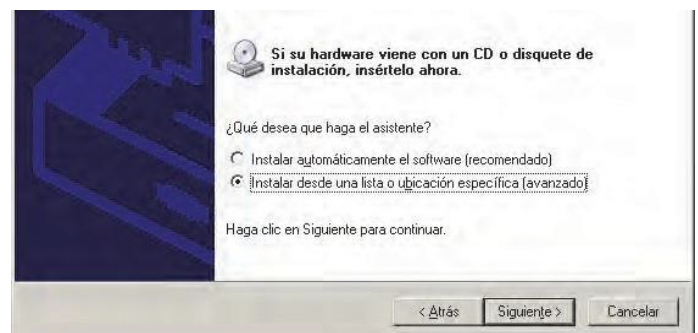 Si su hardware viene con un CD o disquete de
instalación, insértelo ahora.
¿Qué desea que haga el asistente?
Instalar automáticamente el software (recomendado)
Instalar desde una lista o ubicación específica (avanzado)
Haga clic en Siguiente para continuar.
< Atrás Siguiente > Cancelar